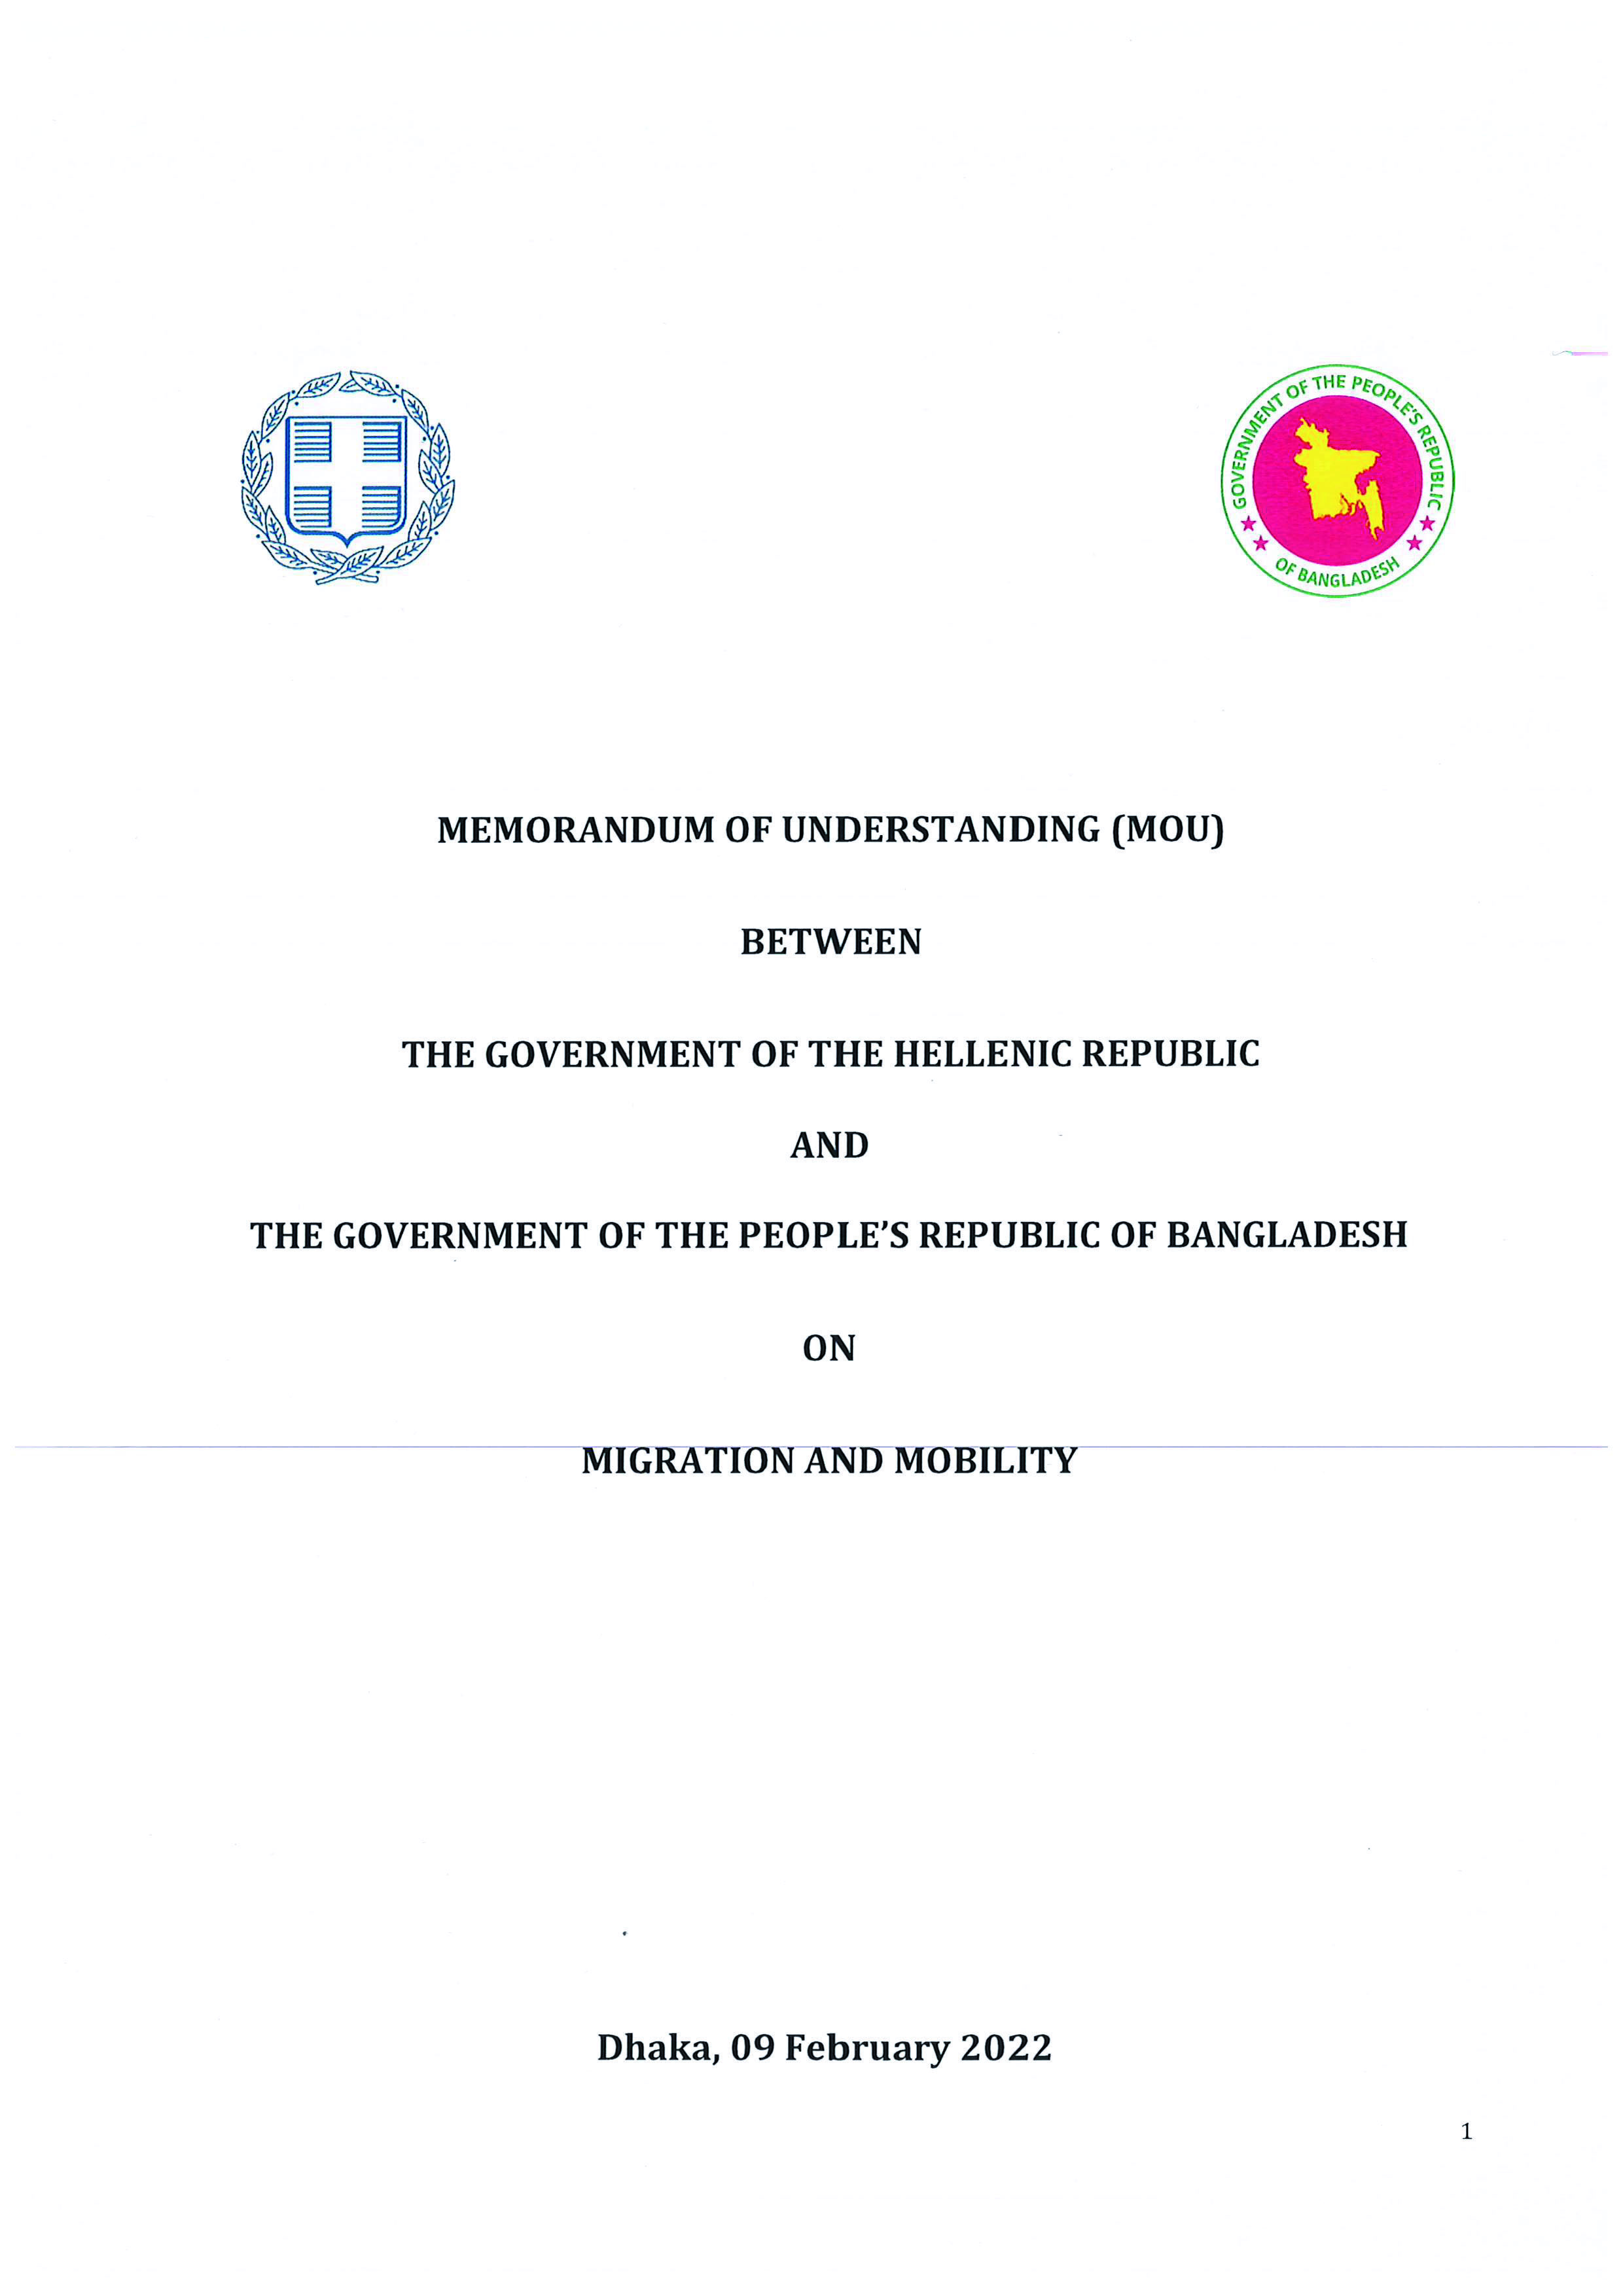 GOVERNMENT OF THE PEOPLE'S REPUBLIC
OF BANGLADESH
MEMORANDUM OF UNDERSTANDING (MOU)
BETWEEN
THE GOVERNMENT OF THE HELLENIC REPUBLIC
AND
THE GOVERNMENT OF THE PEOPLE'S REPUBLIC OF BANGLADESH
ON
MIGRATION AND MOBILITY
Dhaka, 09 February 2022
1